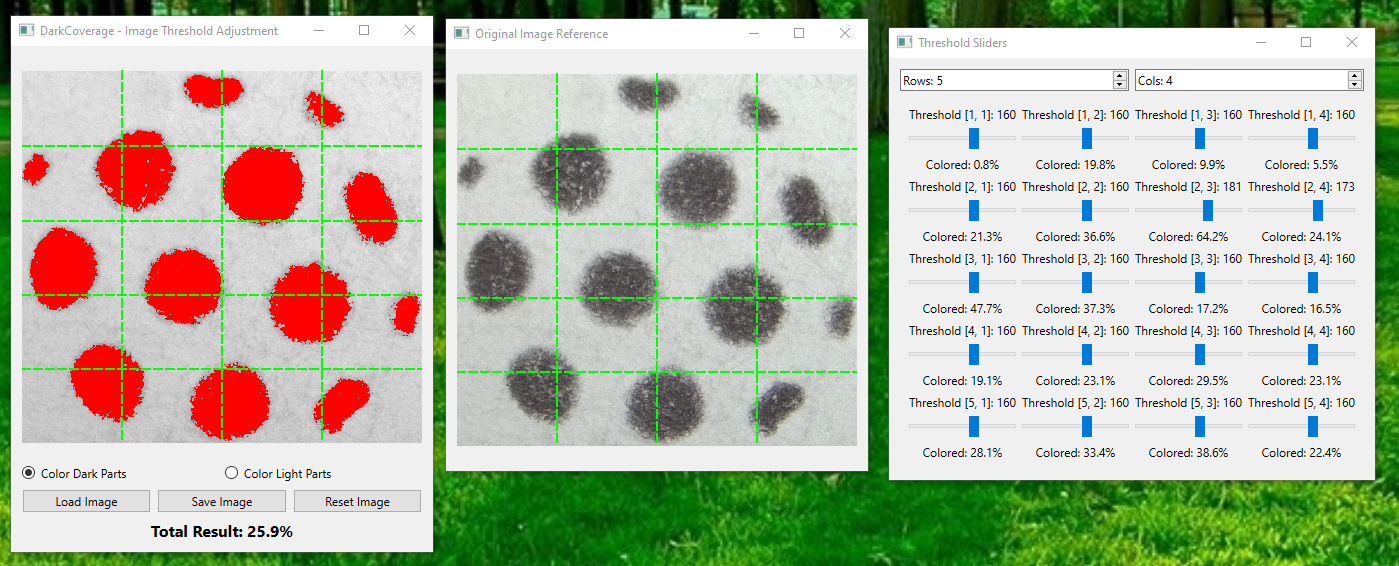 DarkCoverage - Image Threshold Adjustment
Color Dark Parts
Color Light Parts
Load Image
Save Image
Reset Image
Total Result: 25.9%
Original Image Reference
Threshold Sliders
Rows: 5
Cols: 4
Threshold [1, 1]: 160 Threshold [1, 2]: 160 Threshold [1, 3]: 160 Threshold [1, 4]: 160
Colored: 0.8% Colored: 19.8% Colored: 9.9% Colored: 5.5%
Threshold [2, 1]: 160 Threshold [2, 2]: 160 Threshold [2, 3]: 181 Threshold [2, 4]: 173
Colored: 21.3% Colored: 36.6% Colored: 64.2% Colored: 24.1%
Threshold [3, 1]: 160 Threshold [3, 2]: 160 Threshold [3, 3]: 160 Threshold [3, 4]: 160
Colored: 47.7% Colored: 37.3% Colored: 17.2% Colored: 16.5%
Threshold [4, 1]: 160 Threshold [4, 2]: 160 Threshold [4, 3]: 160 Threshold [4, 4]: 160
Colored: 19.1% Colored: 23.1% Colored: 29.5% Colored: 23.1%
Threshold [5, 1]: 160 Threshold [5, 2]: 160 Threshold [5, 3]: 160 Threshold [5, 4]: 160
Colored: 28.1% Colored: 33.4% Colored: 38.6% Colored: 22.4%